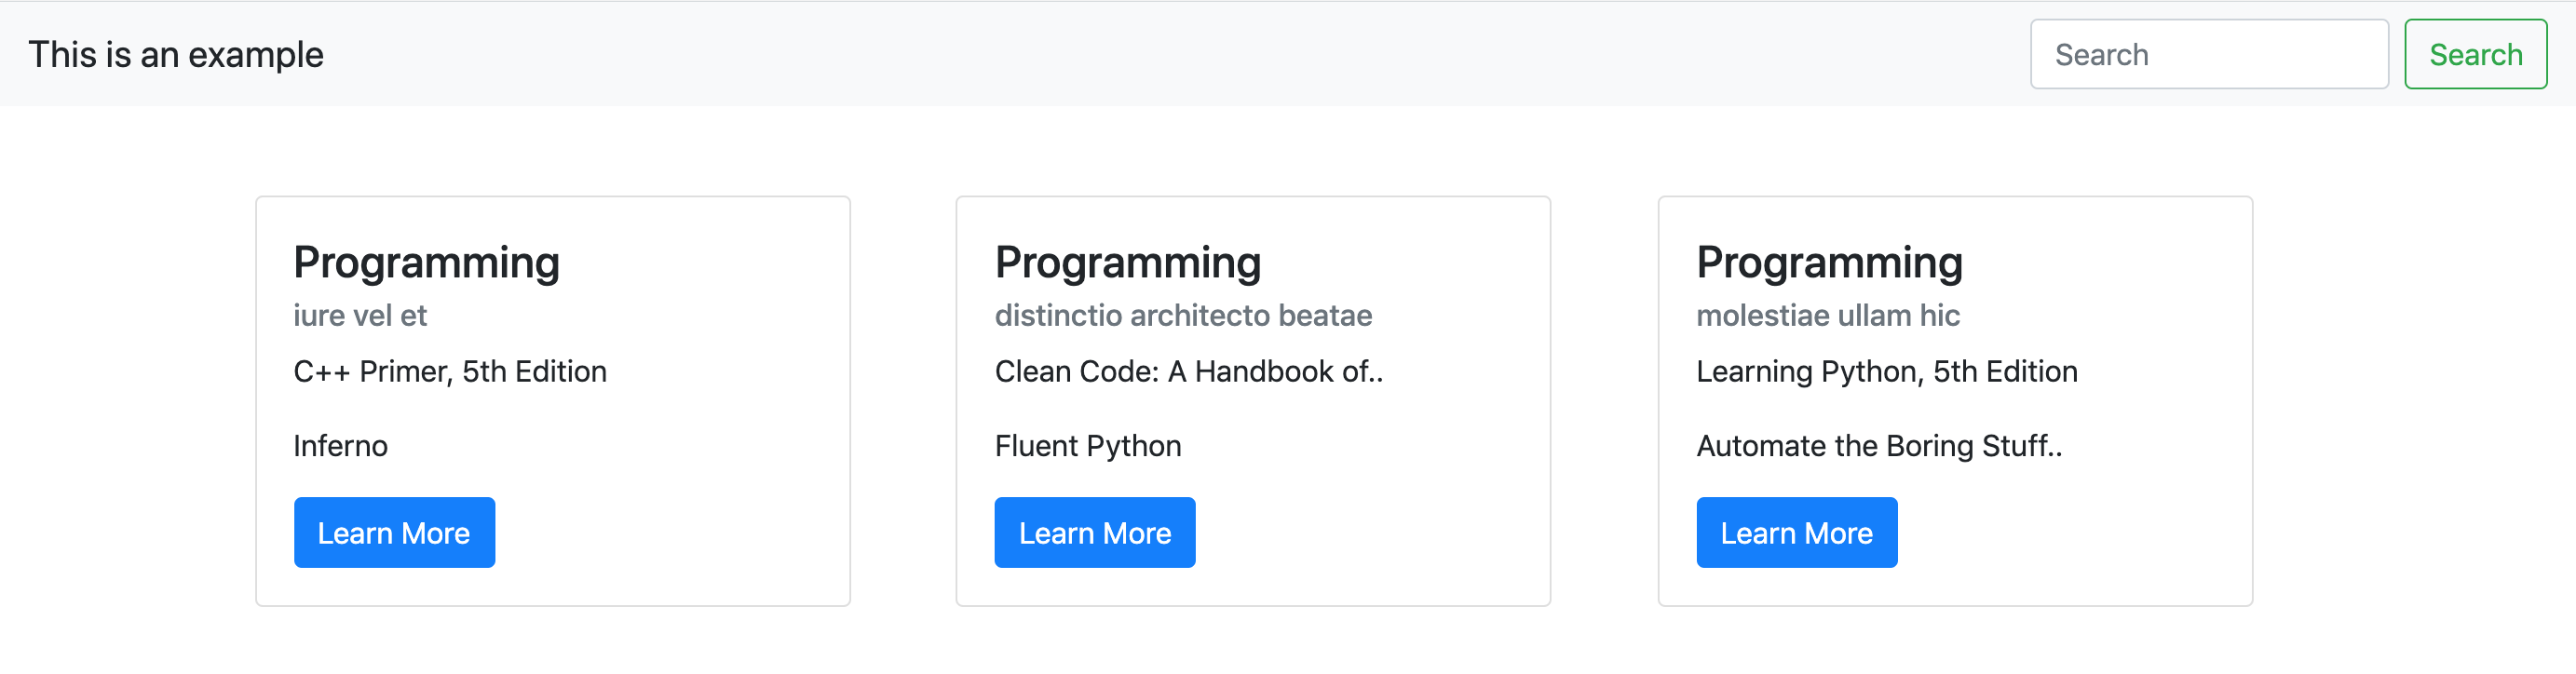 This is an example
Search
Search
Programming
iure vel et
C++ Primer, 5th Edition
Inferno
Learn More
Programming
distinctio architecto beatae
Clean Code: A Handbook of..
Fluent Python
Learn More
Programming
molestiae ullam hic
Learning Python, 5th Edition
Automate the Boring Stuff..
Learn More